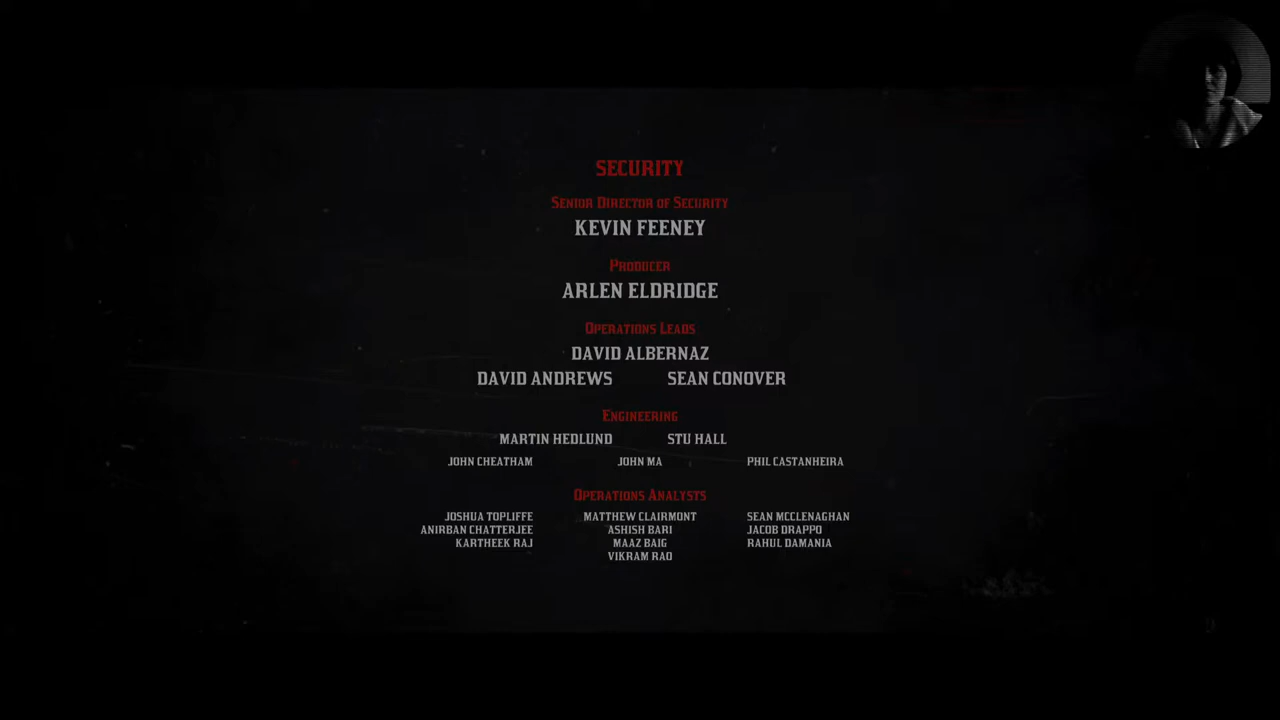 SECURITY
SENIOR DIRECTOR OF SECURITY
KEVIN FEENEY
PRODUCER
ARLEN ELDRIDGE
OPERATIONS LEADS
DAVID ALBERNAZ
DAVID ANDREWS SEAN CONOVER
ENGINEERING
MARTIN HEDLUND STU HALL
JOHN CHEATHAM JOHN MA PHIL CASTANHEIRA
OPERATIONS ANALYSTS
JOSHUA TOPLIFFE MATTHEW CLAIRMONT SEAN MCCLENAGHAN
ANIRBAN CHATTERJEE ASHISH BARI JACOB DRAPPO
KARTHEEK RAJ MAAZ BAIG RAHUL DAMANIA
VIKRAM RAO